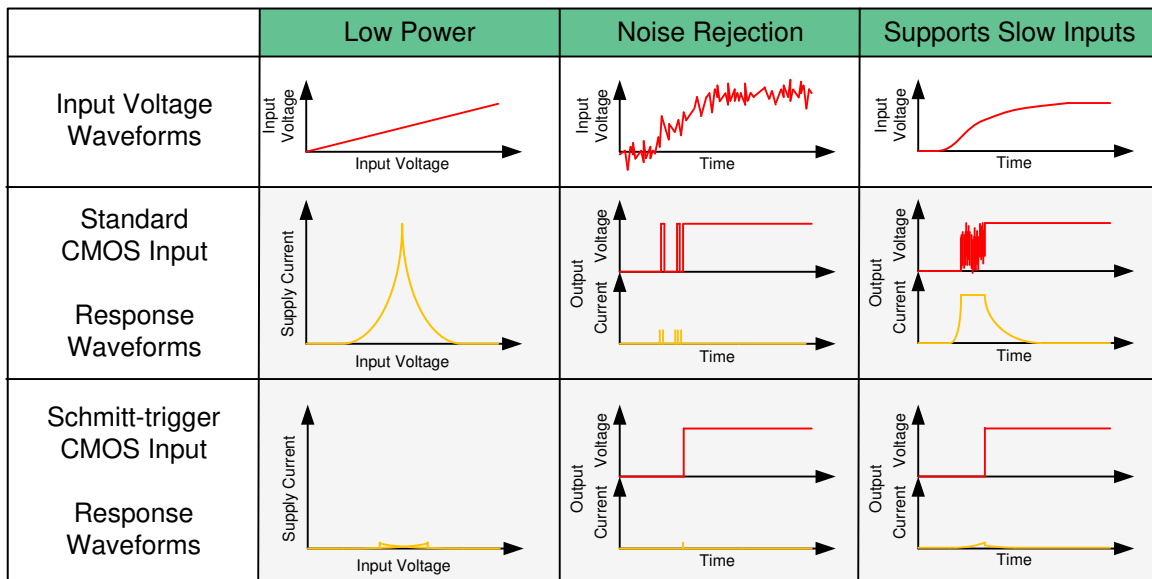 Low Power
Noise Rejection
Supports Slow Inputs
Input Voltage
Waveforms
Input
Voltage
Input Voltage
Input
Voltage
Time
Input
Voltage
Time
Standard
CMOS Input
Response
Waveforms
Supply Current
Input Voltage
Output
Voltage
Current
Time
Output
Voltage
Current
Time
Schmitt-trigger
CMOS Input
Response
Waveforms
Supply Current
Input Voltage
Output
Voltage
Current
Time
Output
Voltage
Current
Time